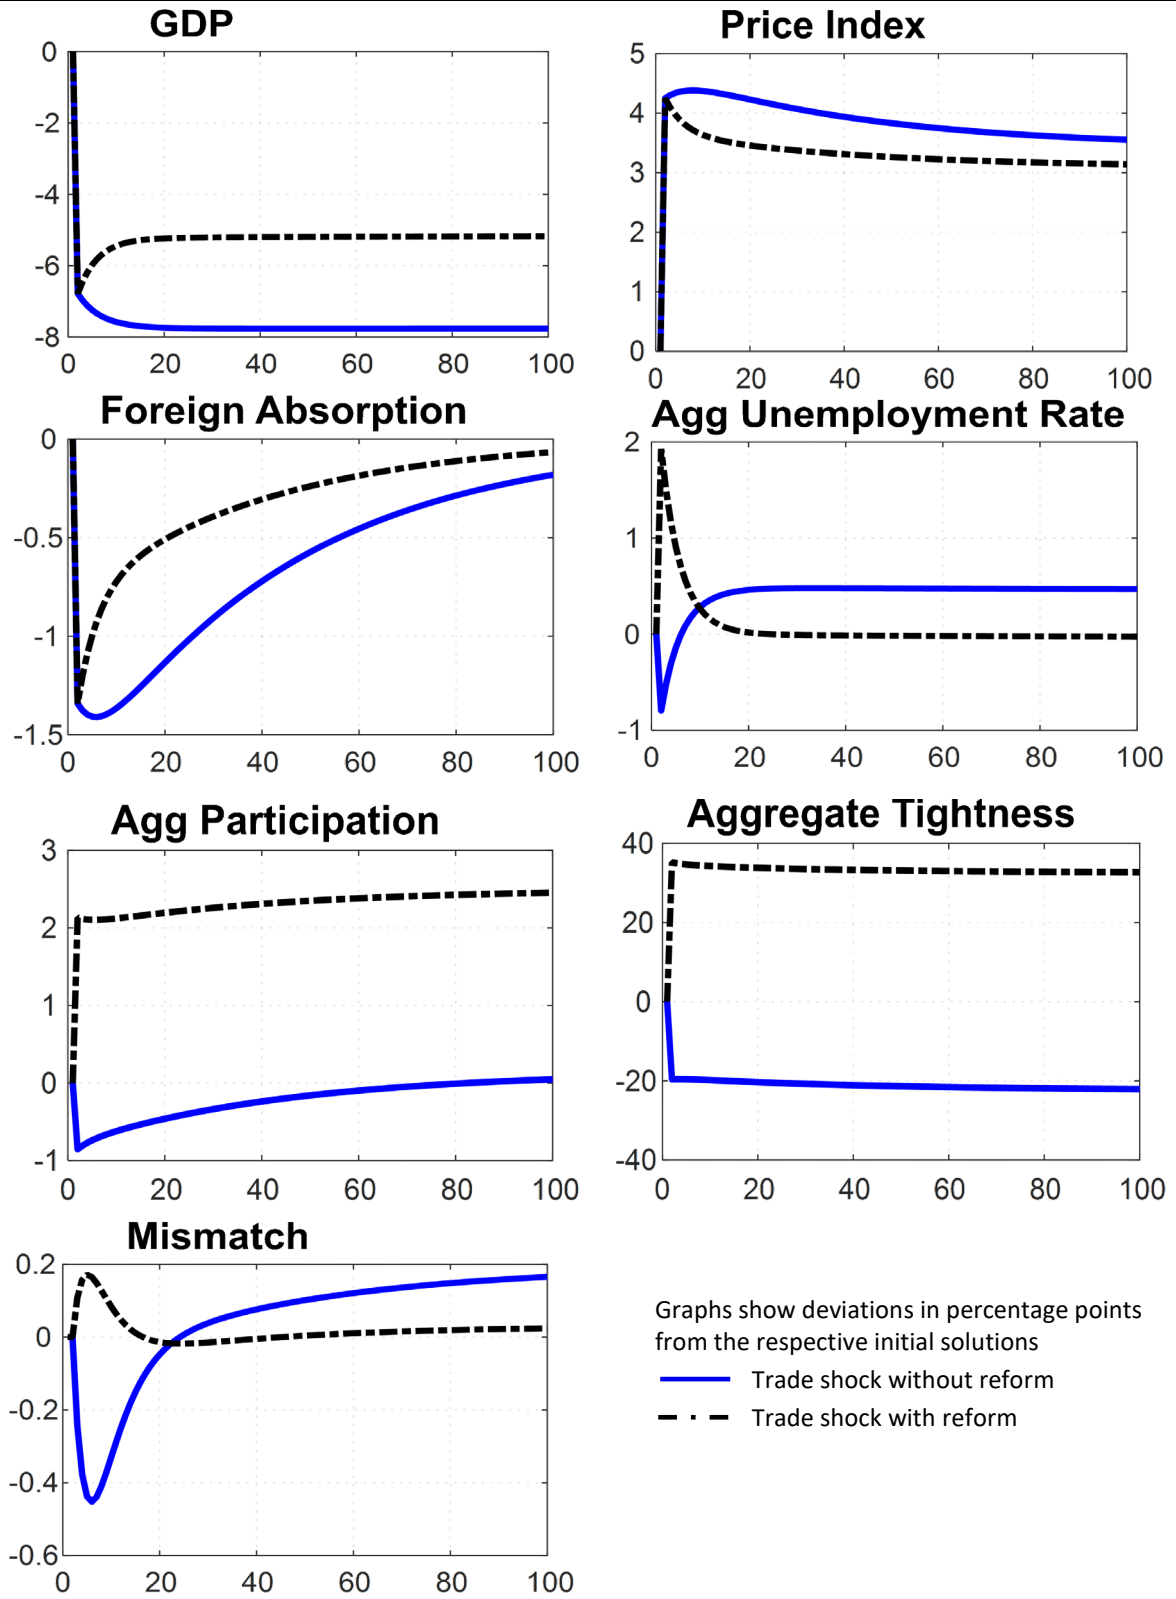 GDP
0
-2
-4
-6
-8
0 20 40 60 80 100
Price Index
5
4
3
2
1
0
0 20 40 60 80 100
Foreign Absorption
0
-0.5
-1
-1.5
0 20 40 60 80 100
Agg Unemployment Rate
2
1
0
-1
0 20 40 60 80 100
Agg Participation
3
2
1
0
-1
0 20 40 60 80 100
Aggregate Tightness
40
20
0
-20
-40
0 20 40 60 80 100
Mismatch
0.2
0
-0.2
-0.4
-0.6
0 20 40 60 80 100
Graphs show deviations in percentage points
from the respective initial solutions
Trade shock without reform
Trade shock with reform